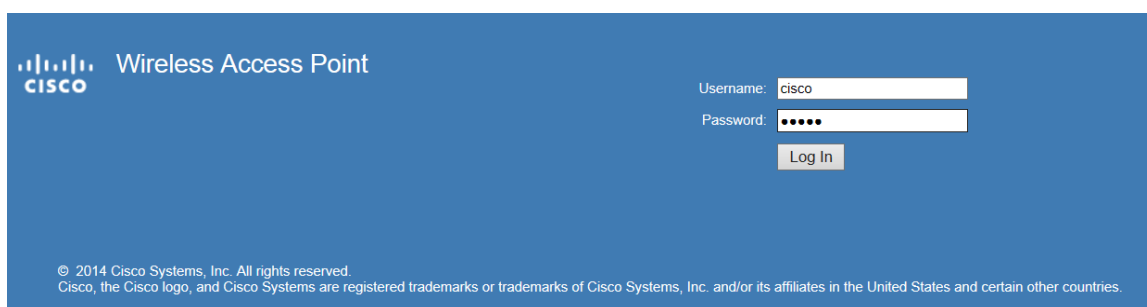 Wireless Access Point
CISCO
Username: cisco
Password: •••••
Log In
© 2014 Cisco Systems, Inc. All rights reserved.
Cisco, the Cisco logo, and Cisco Systems are registered trademarks or trademarks of Cisco Systems, Inc. and/or its affiliates in the United States and certain other countries.